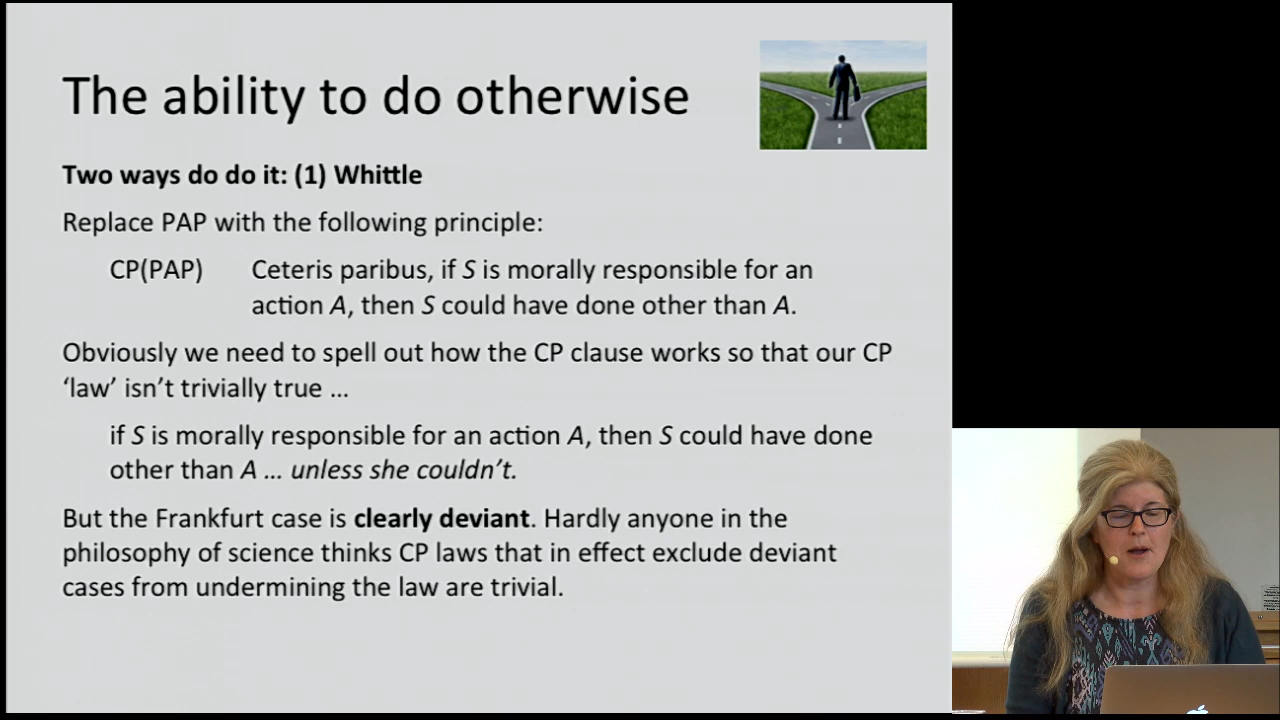 The ability to do otherwise
Two ways do do it: (1) Whittle
Replace PAP with the following principle:
CP(PAP) Ceteris paribus, if S is morally responsible for an
action A, then S could have done other than A.
Obviously we need to spell out how the CP clause works so that our CP
‘law’ isn’t trivially true …
if S is morally responsible for an action A, then S could have done
other than A … unless she couldn’t.
But the Frankfurt case is clearly deviant. Hardly anyone in the
philosophy of science thinks CP laws that in effect exclude deviant
cases from undermining the law are trivial.